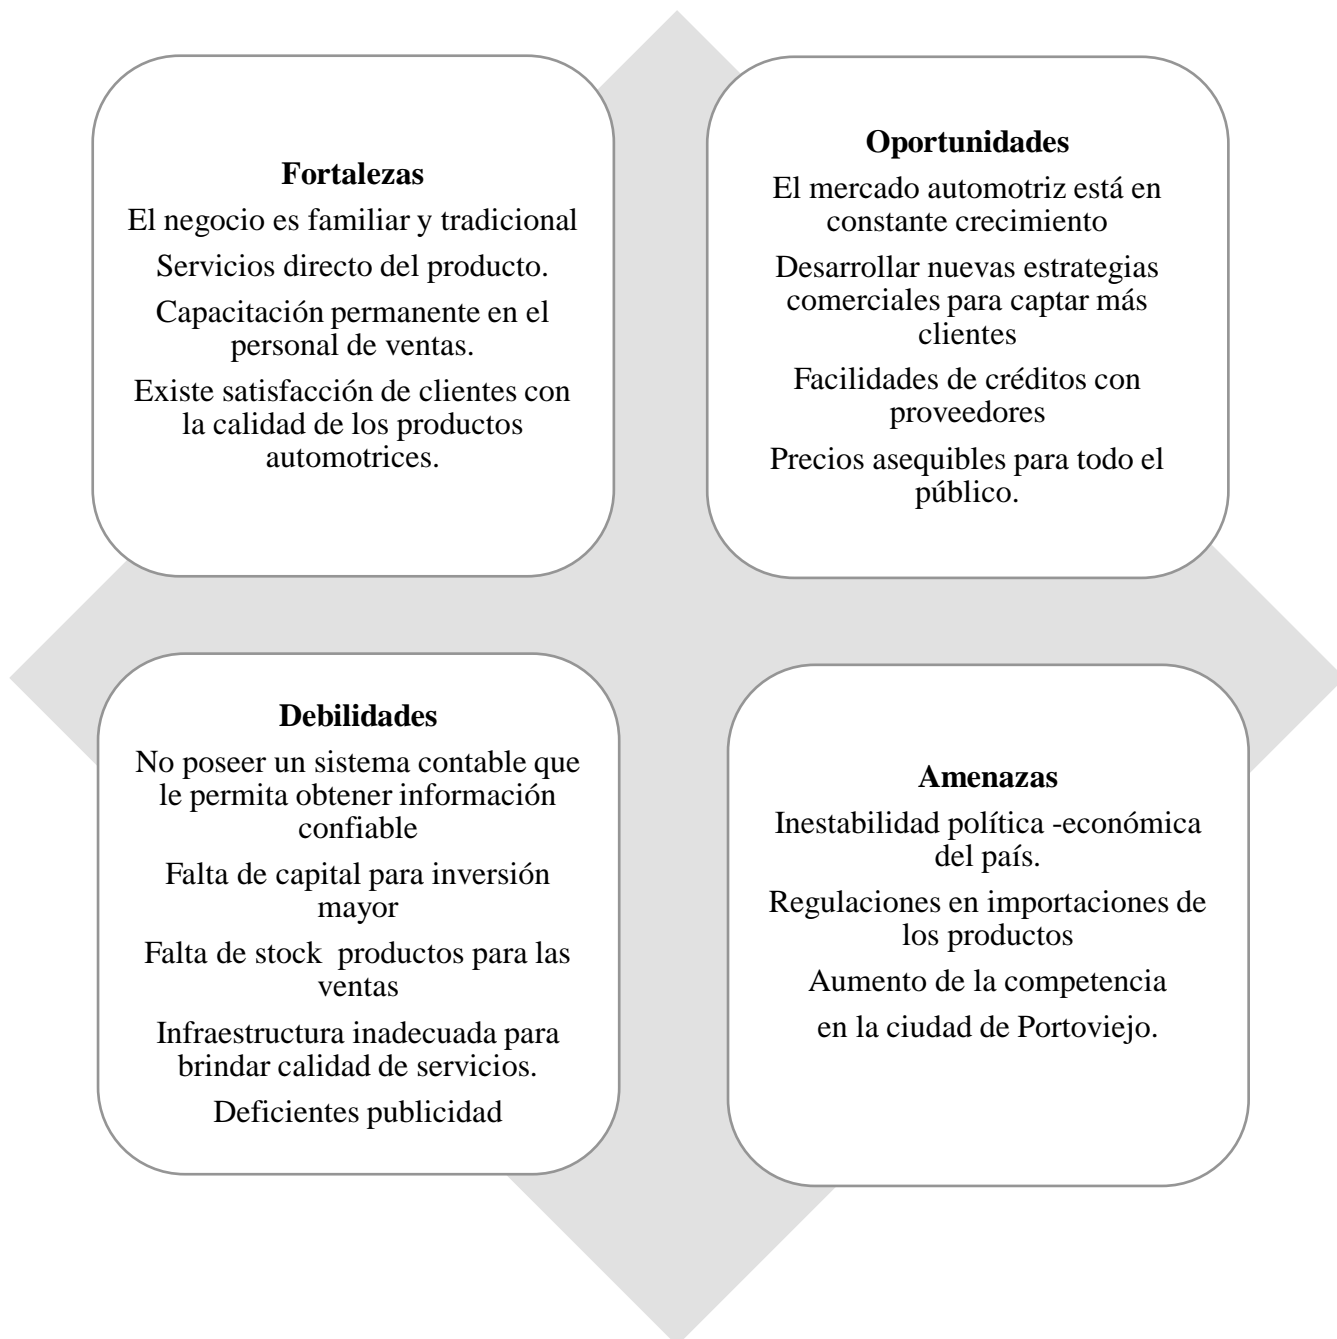 Fortalezas
El negocio es familiar y tradicional
Servicios directo del producto.
Capacitación permanente en el
personal de ventas.
Existe satisfacción de clientes con
la calidad de los productos
automotrices.
Oportunidades
El mercado automotriz está en
constante crecimiento
Desarrollar nuevas estrategias
comerciales para captar más
clientes
Facilidades de créditos con
proveedores
Precios asequibles para todo el
público.
Debilidades
No poseer un sistema contable que
le permita obtener información
confiable
Falta de capital para inversión
mayor
Falta de stock  productos para las
ventas
Infraestructura inadecuada para
brindar calidad de servicios.
Deficientes publicidad
Amenazas
Inestabilidad política -económica
del país.
Regulaciones en importaciones de
los productos
Aumento de la competencia
en la ciudad de Portoviejo.